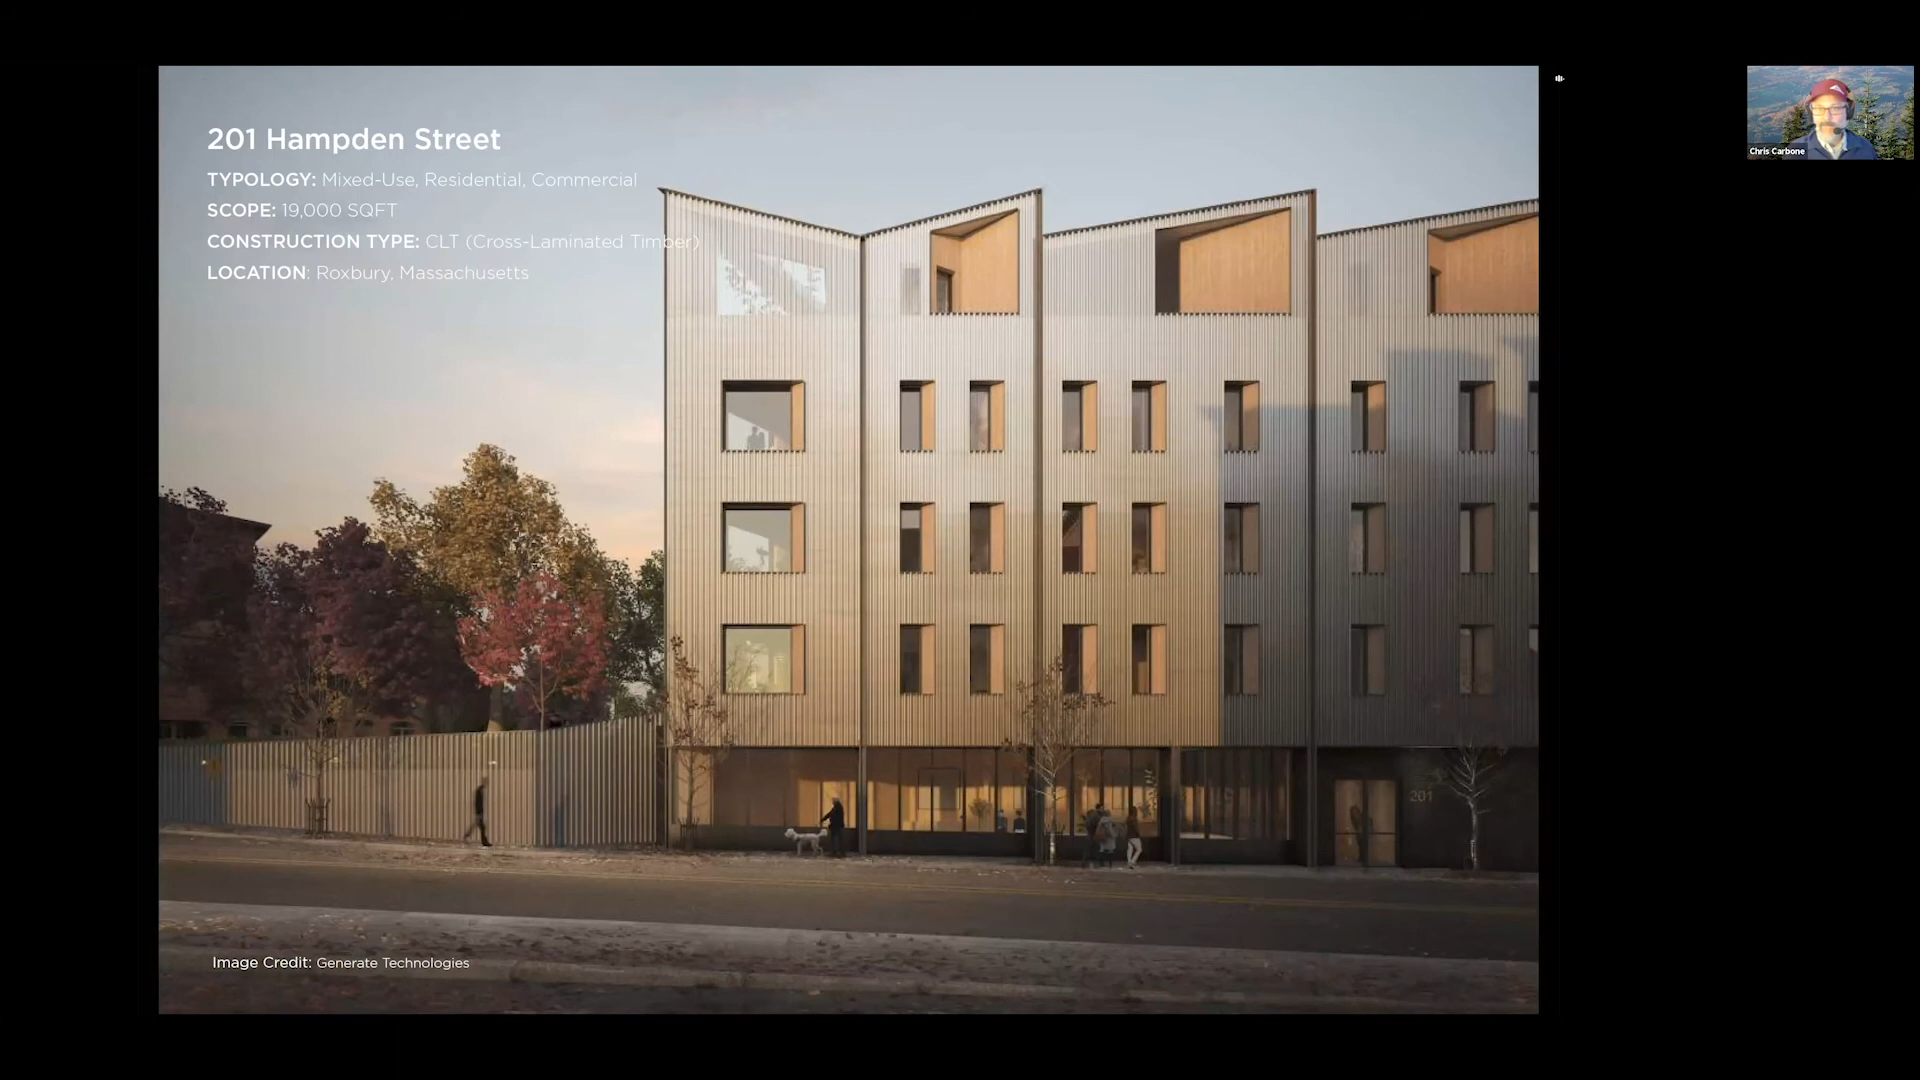 201 Hampden Street
TYPOLOGY: Mixed-Use, Residential, Commercial
SCOPE: 19,000 SQFT
CONSTRUCTION TYPE: CLT (Cross-Laminated Timber)
LOCATION: Roxbury, Massachusetts
Chris Carbone
201
Image Credit: Generate Technologies